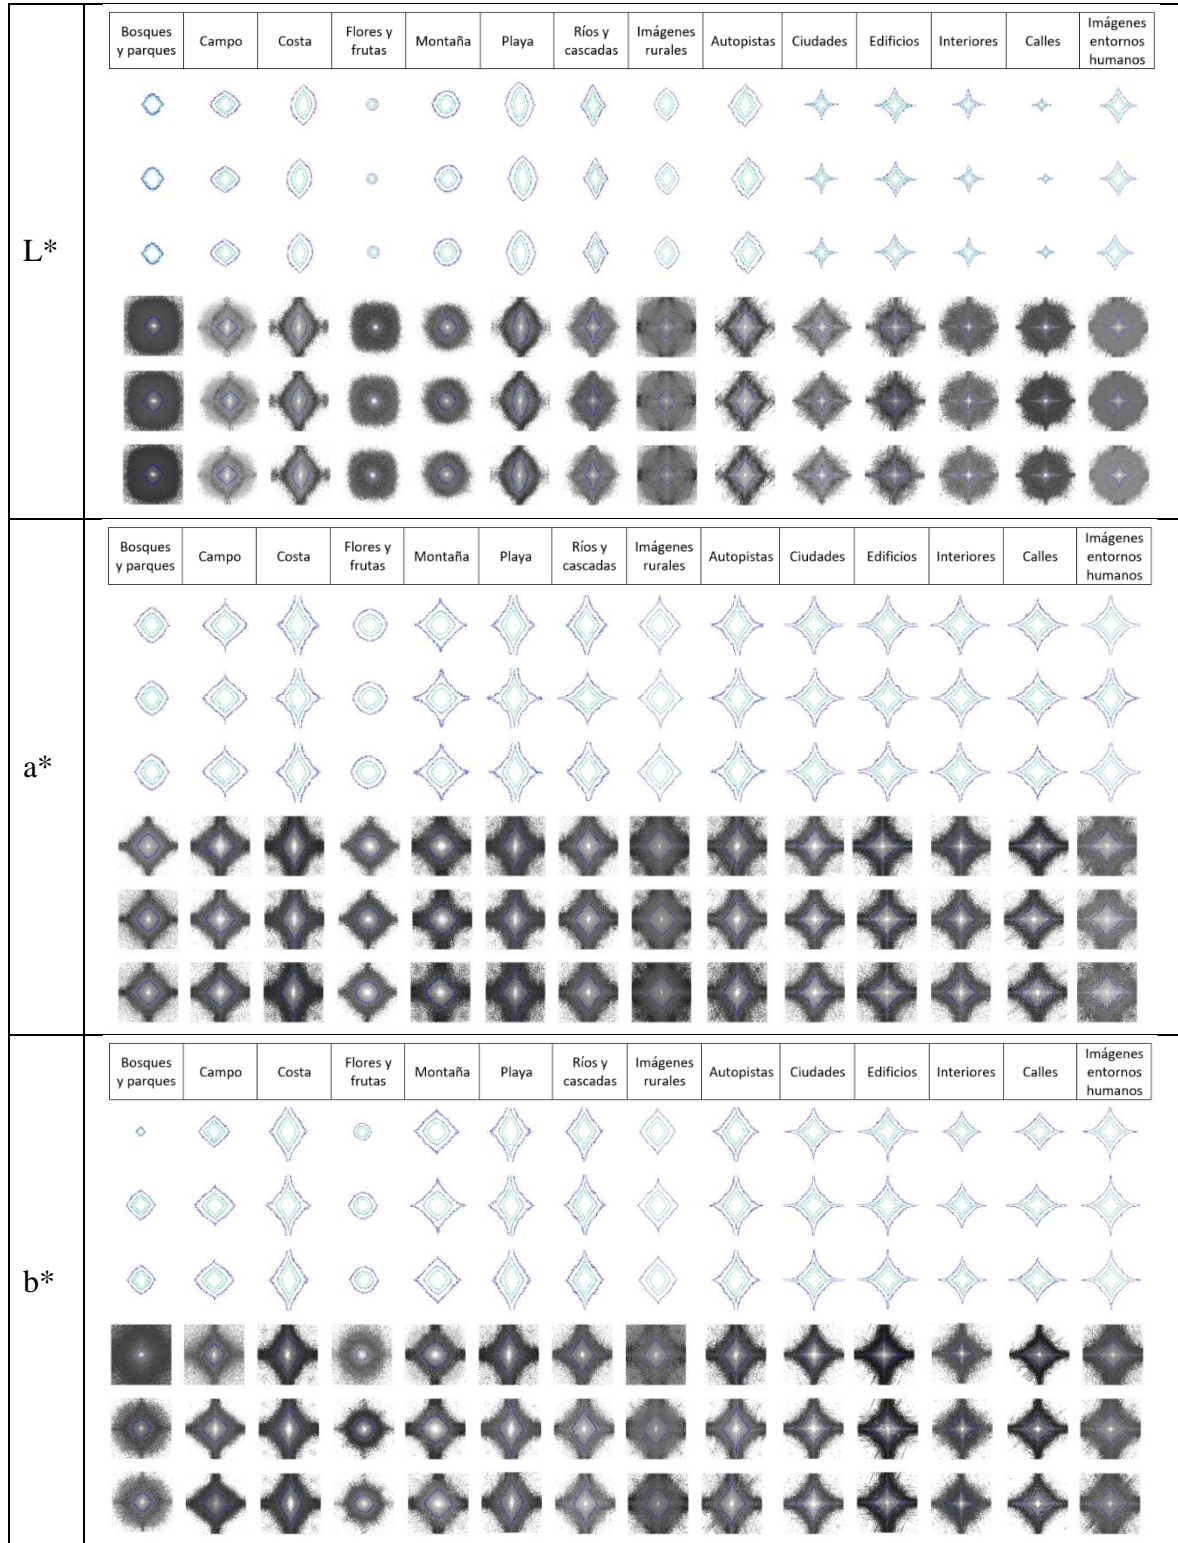 Bosques y parques Campo Costa Flores y frutas Montaña Playa Ríos y cascadas Imágenes rurales Autopistas Ciudades Edificios Interiores Calles Imágenes entornos humanos
L*
Bosques y parques Campo Costa Flores y frutas Montaña Playa Ríos y cascadas Imágenes rurales Autopistas Ciudades Edificios Interiores Calles Imágenes entornos humanos
a*
Bosques y parques Campo Costa Flores y frutas Montaña Playa Ríos y cascadas Imágenes rurales Autopistas Ciudades Edificios Interiores Calles Imágenes entornos humanos
b*